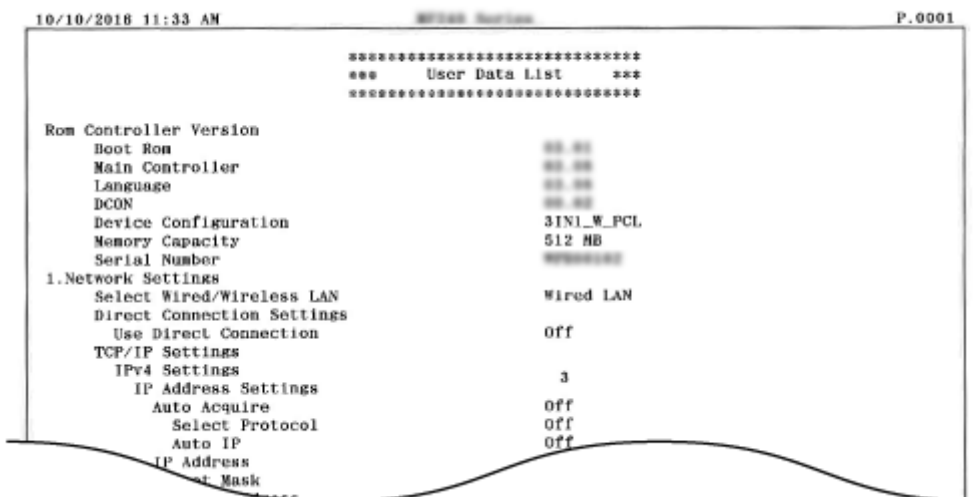 10/10/2016 11:33 AM P.0001
******************************
*** User Data List ***
******************************
Rom Controller Version
Boot Rom
Main Controller
Language
DCON
Device Configuration 3IN1_W_PCL
Memory Capacity 512 MB
Serial Number
1.Network Settings
Select Wired/Wireless LAN Wired LAN
Direct Connection Settings
Use Direct Connection Off
TCP/IP Settings
IPv4 Settings
3
IP Address Settings
Auto Acquire Off
Select Protocol Off
Auto IP Off
IP Address
Mask